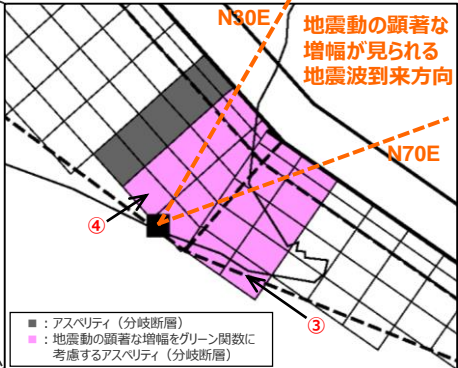 N30E
地震動の顕著な
増幅が見られる
地震波到来方向
N70E
④
③
■ : アスペリティ（分岐断層）
■ : 地震動の顕著な増幅をグリーン関数に
考慮するアスペリティ（分岐断層）